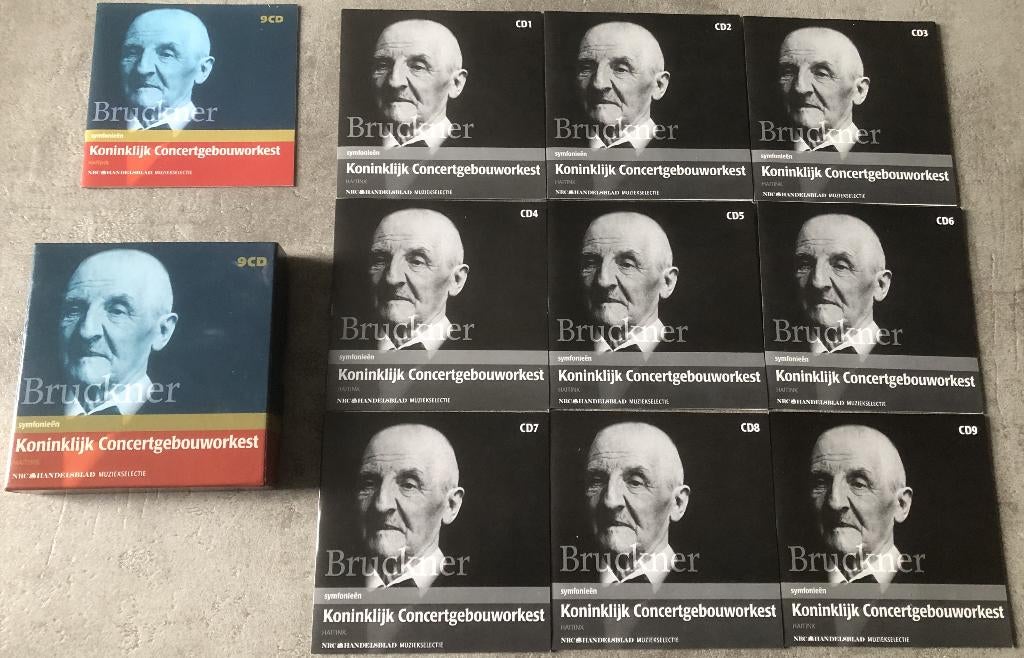 9CD
Bruckner
symfonieën
Koninklijk Concertgebouworkest
HAITINK
NRC HANDELSBLAD MUZIEKSELECTIE
9CD
Bruckner
symfonieën
Koninklijk Concertgebouworkest
HAITINK
NRC HANDELSBLAD MUZIEKSELECTIE
CD1
Bruckner
symfonieën
Koninklijk Concertgebouworkest
HAITINK
NRC HANDELSBLAD MUZIEKSELECTIE
CD2
Bruckner
symfonieën
Koninklijk Concertgebouworkest
HAITINK
NRC HANDELSBLAD MUZIEKSELECTIE
CD3
Bruckner
symfonieën
Koninklijk Concertgebouworkest
HAITINK
NRC HANDELSBLAD MUZIEKSELECTIE
CD4
Bruckner
symfonieën
Koninklijk Concertgebouworkest
HAITINK
NRC HANDELSBLAD MUZIEKSELECTIE
CD5
Bruckner
symfonieën
Koninklijk Concertgebouworkest
HAITINK
NRC HANDELSBLAD MUZIEKSELECTIE
CD6
Bruckner
symfonieën
Koninklijk Concertgebouworkest
HAITINK
NRC HANDELSBLAD MUZIEKSELECTIE
CD7
Bruckner
symfonieën
Koninklijk Concertgebouworkest
HAITINK
NRC HANDELSBLAD MUZIEKSELECTIE
CD8
Bruckner
symfonieën
Koninklijk Concertgebouworkest
HAITINK
NRC HANDELSBLAD MUZIEKSELECTIE
CD9
Bruckner
symfonieën
Koninklijk Concertgebouworkest
HAITINK
NRC HANDELSBLAD MUZIEKSELECTIE